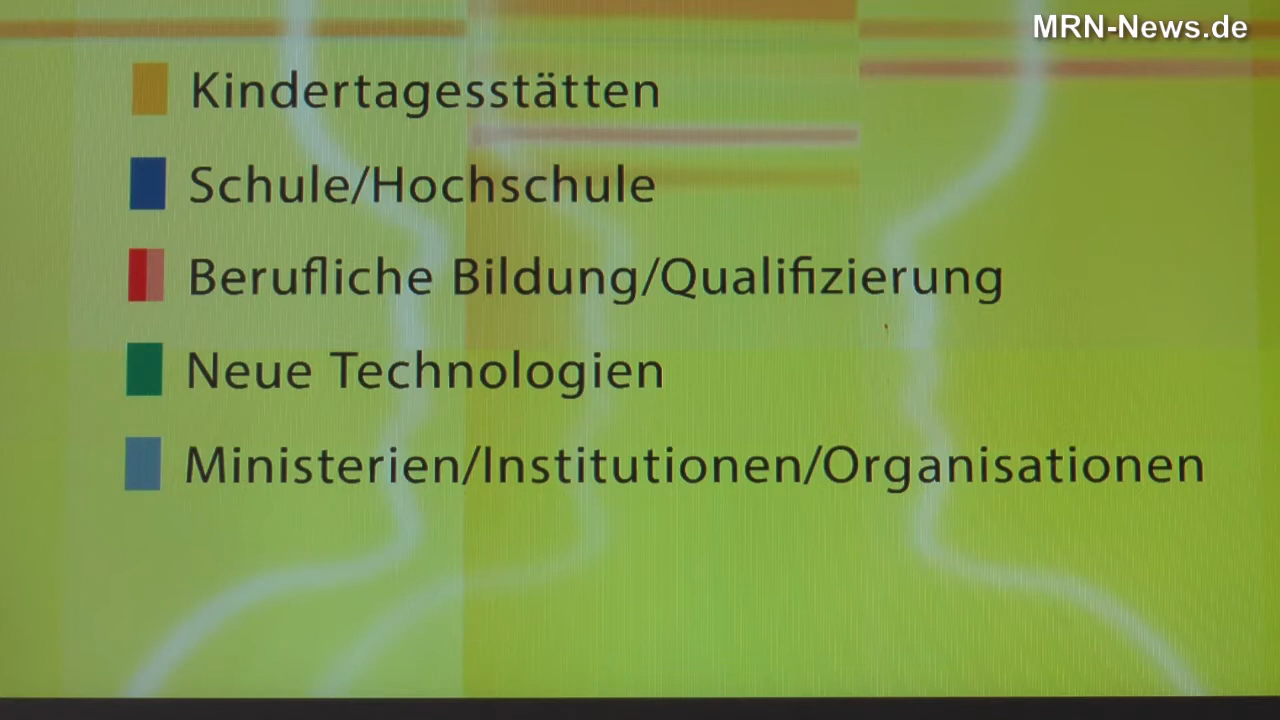 MRN-News.de
Kindertagesstätten
Schule/Hochschule
Berufliche Bildung/Qualifizierung
Neue Technologien
Ministerien/Institutionen/Organisationen